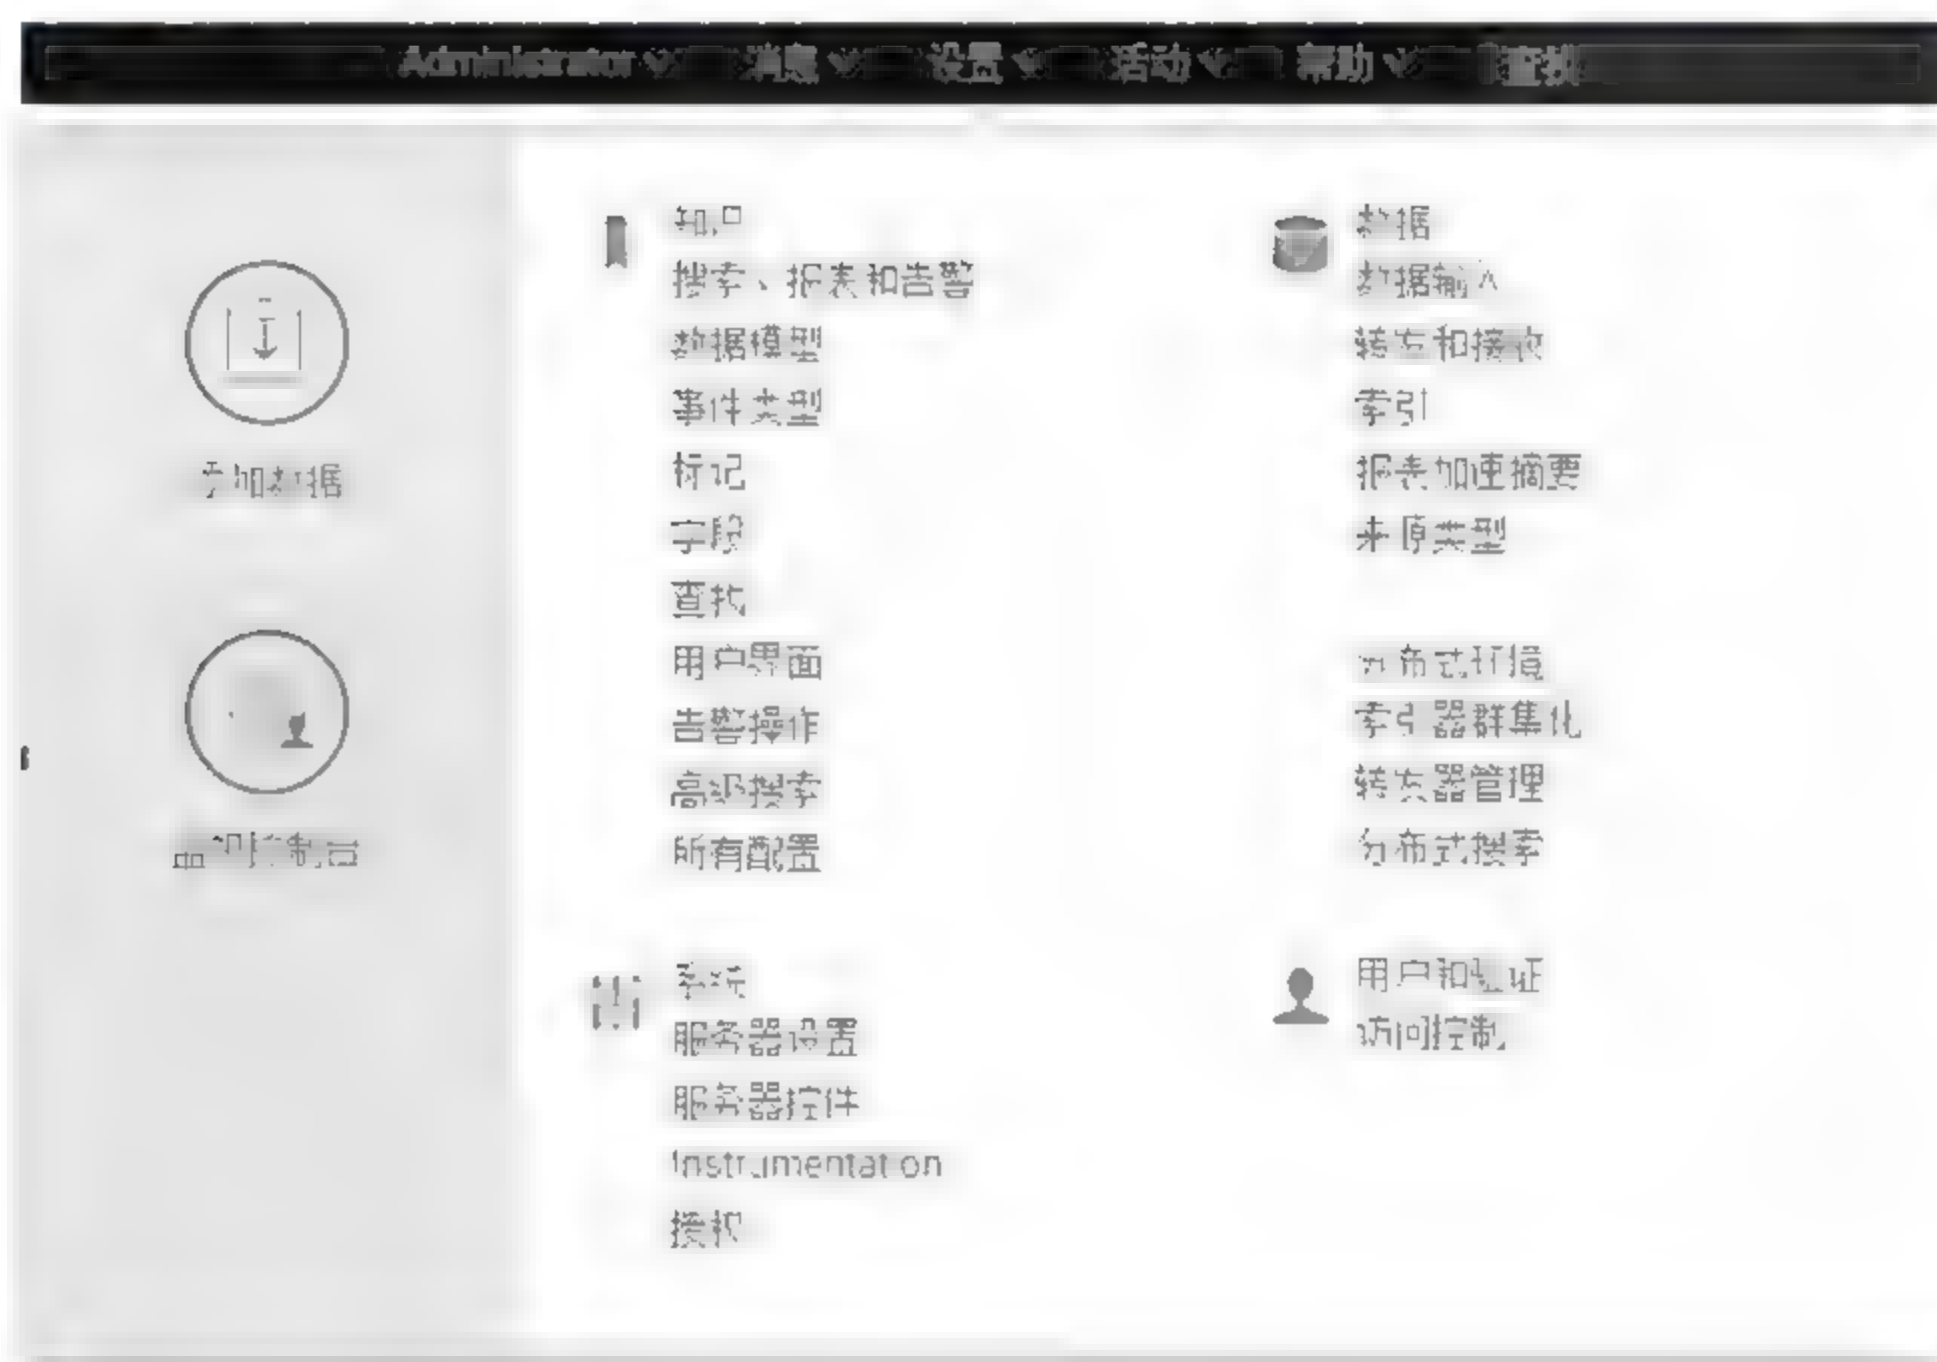 Administrator 消息 设置 活动 帮助 查找
添加数据
监视控制台
知识
搜索、报表和告警
数据模型
事件类型
标记
字段
查找
用户界面
告警操作
高级搜索
所有配置
系统
服务器设置
服务器控件
Instrumentation
授权
数据
数据输入
转发和接收
索引
报表加速摘要
来源类型
分布式环境
索引器群集化
转发器管理
分布式搜索
用户和验证
访问控制